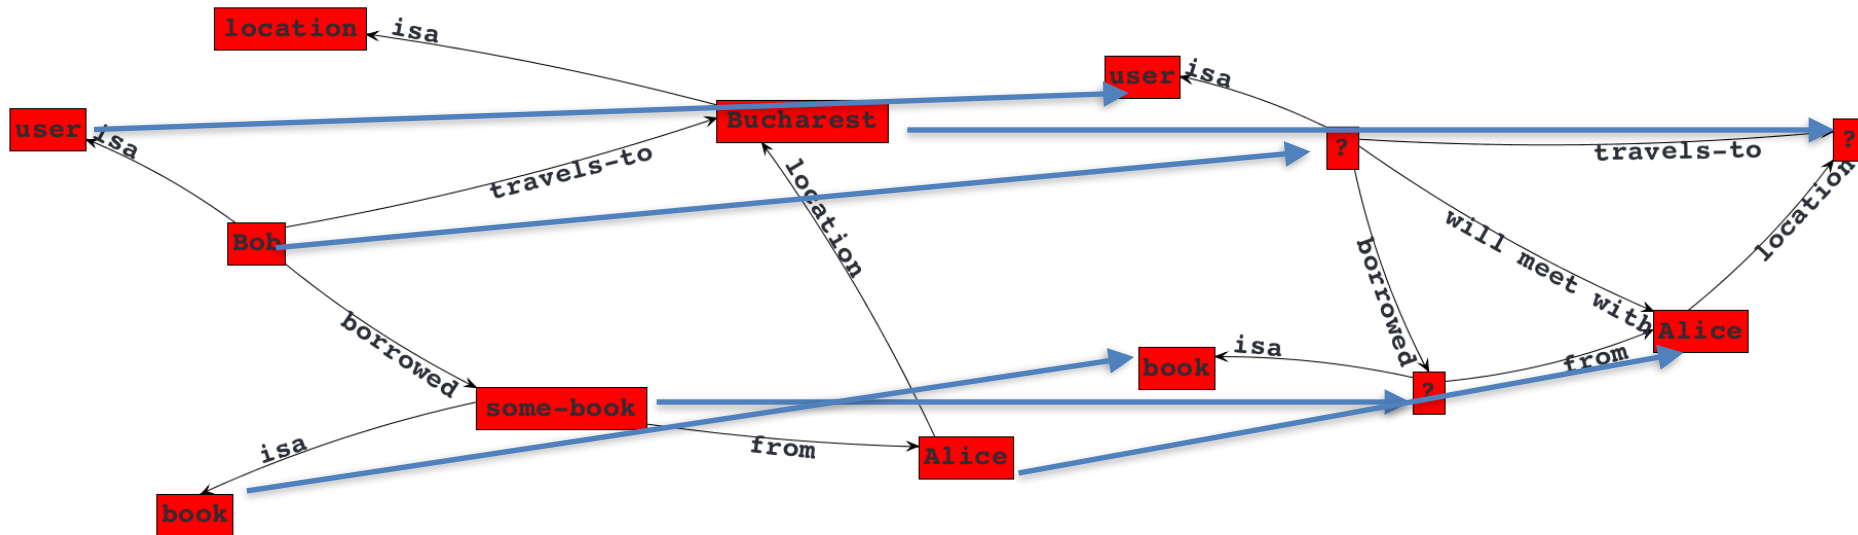 location
isa
user
isa
Bucharest
travels-to
location
Bob
borrowed
some-book
isa
from
Alice
book
user
isa
?
travels-to
?
will meet with
location
borrowed
Alice
isa
book
from
?